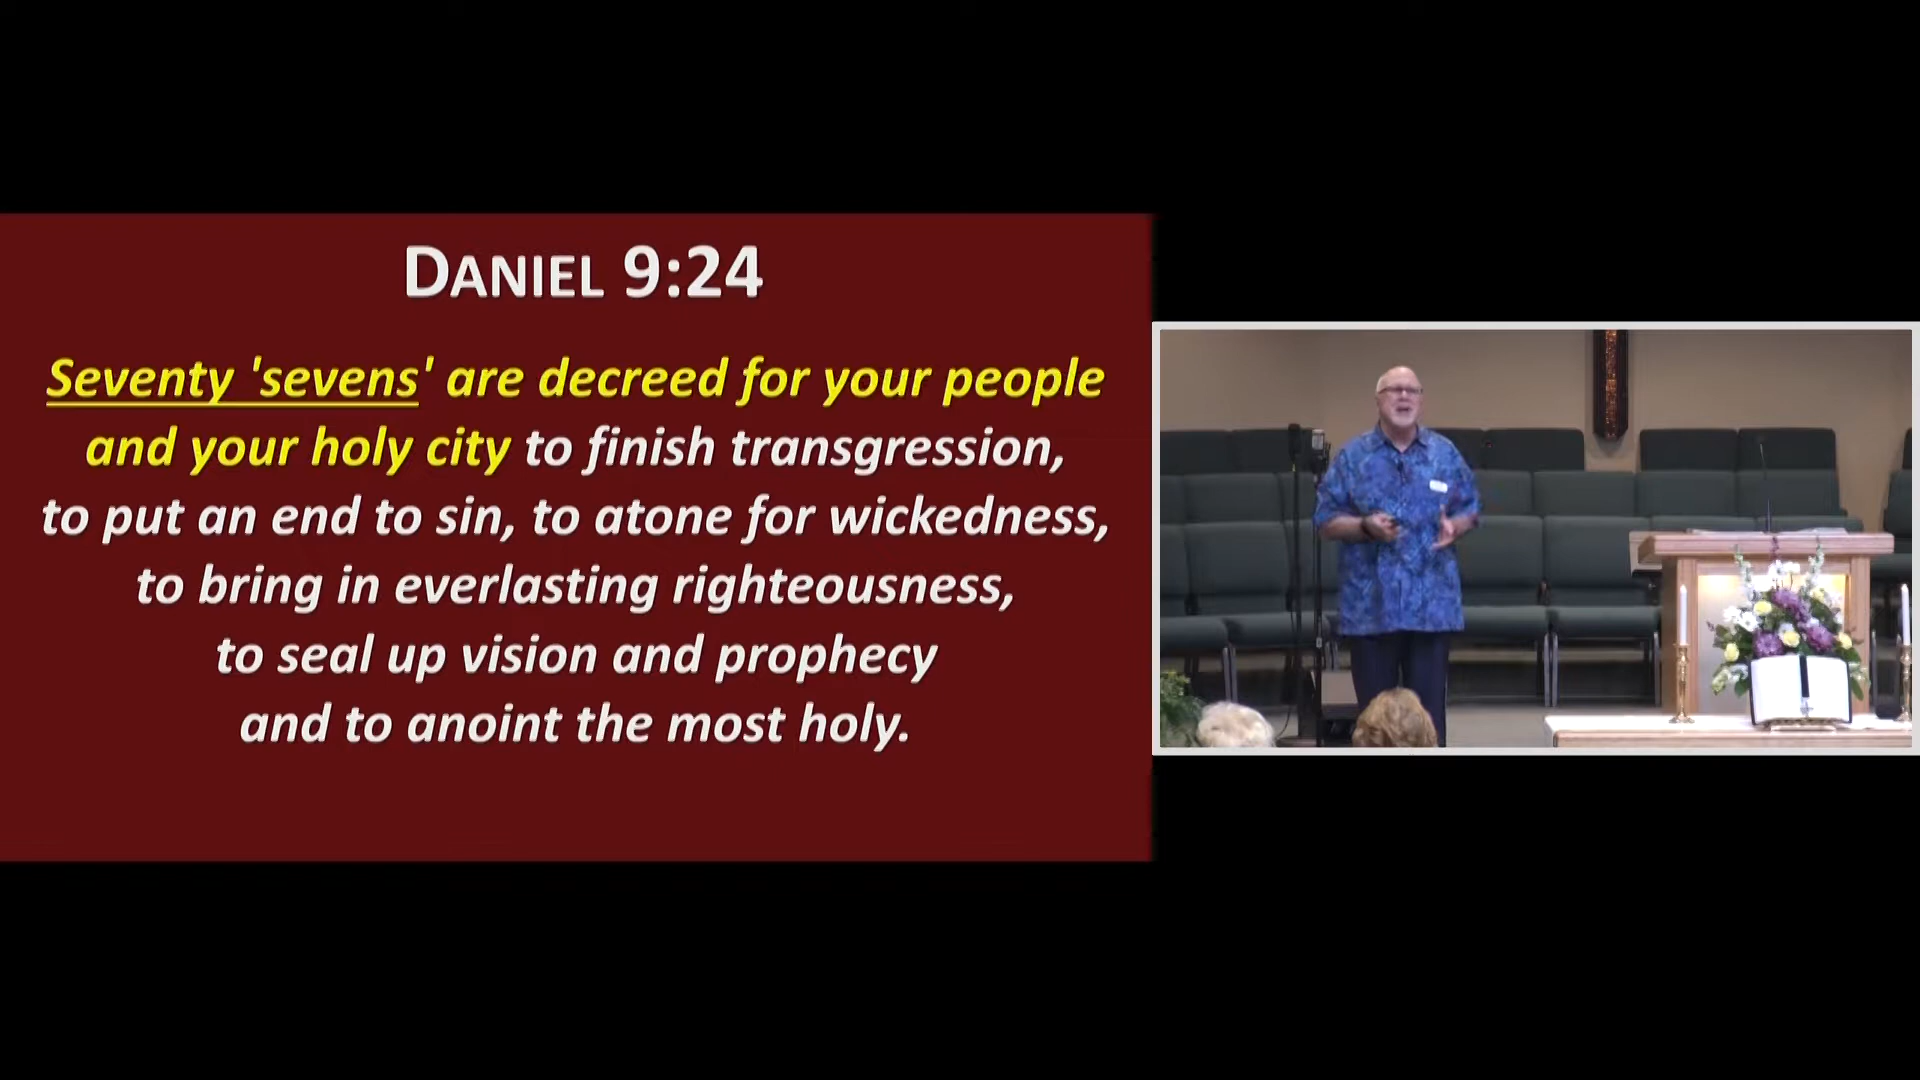 DANIEL 9:24
Seventy 'sevens' are decreed for your people
and your holy city to finish transgression,
to put an end to sin, to atone for wickedness,
to bring in everlasting righteousness,
to seal up vision and prophecy
and to anoint the most holy.